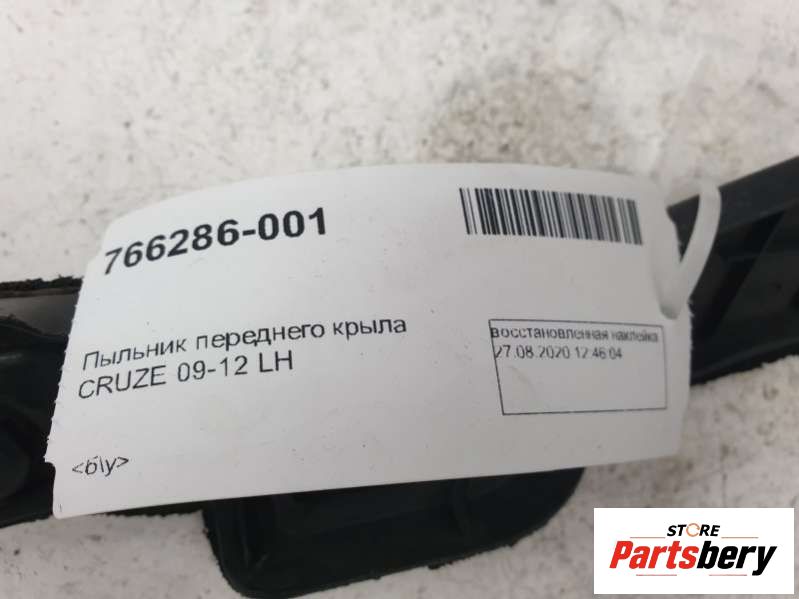 766286-001
Пыльник переднего крыла
CRUZE 09-12 LH
<bly>
восстановленная наклейка
27.08.2020 12:46:04
STORE
Partsbery